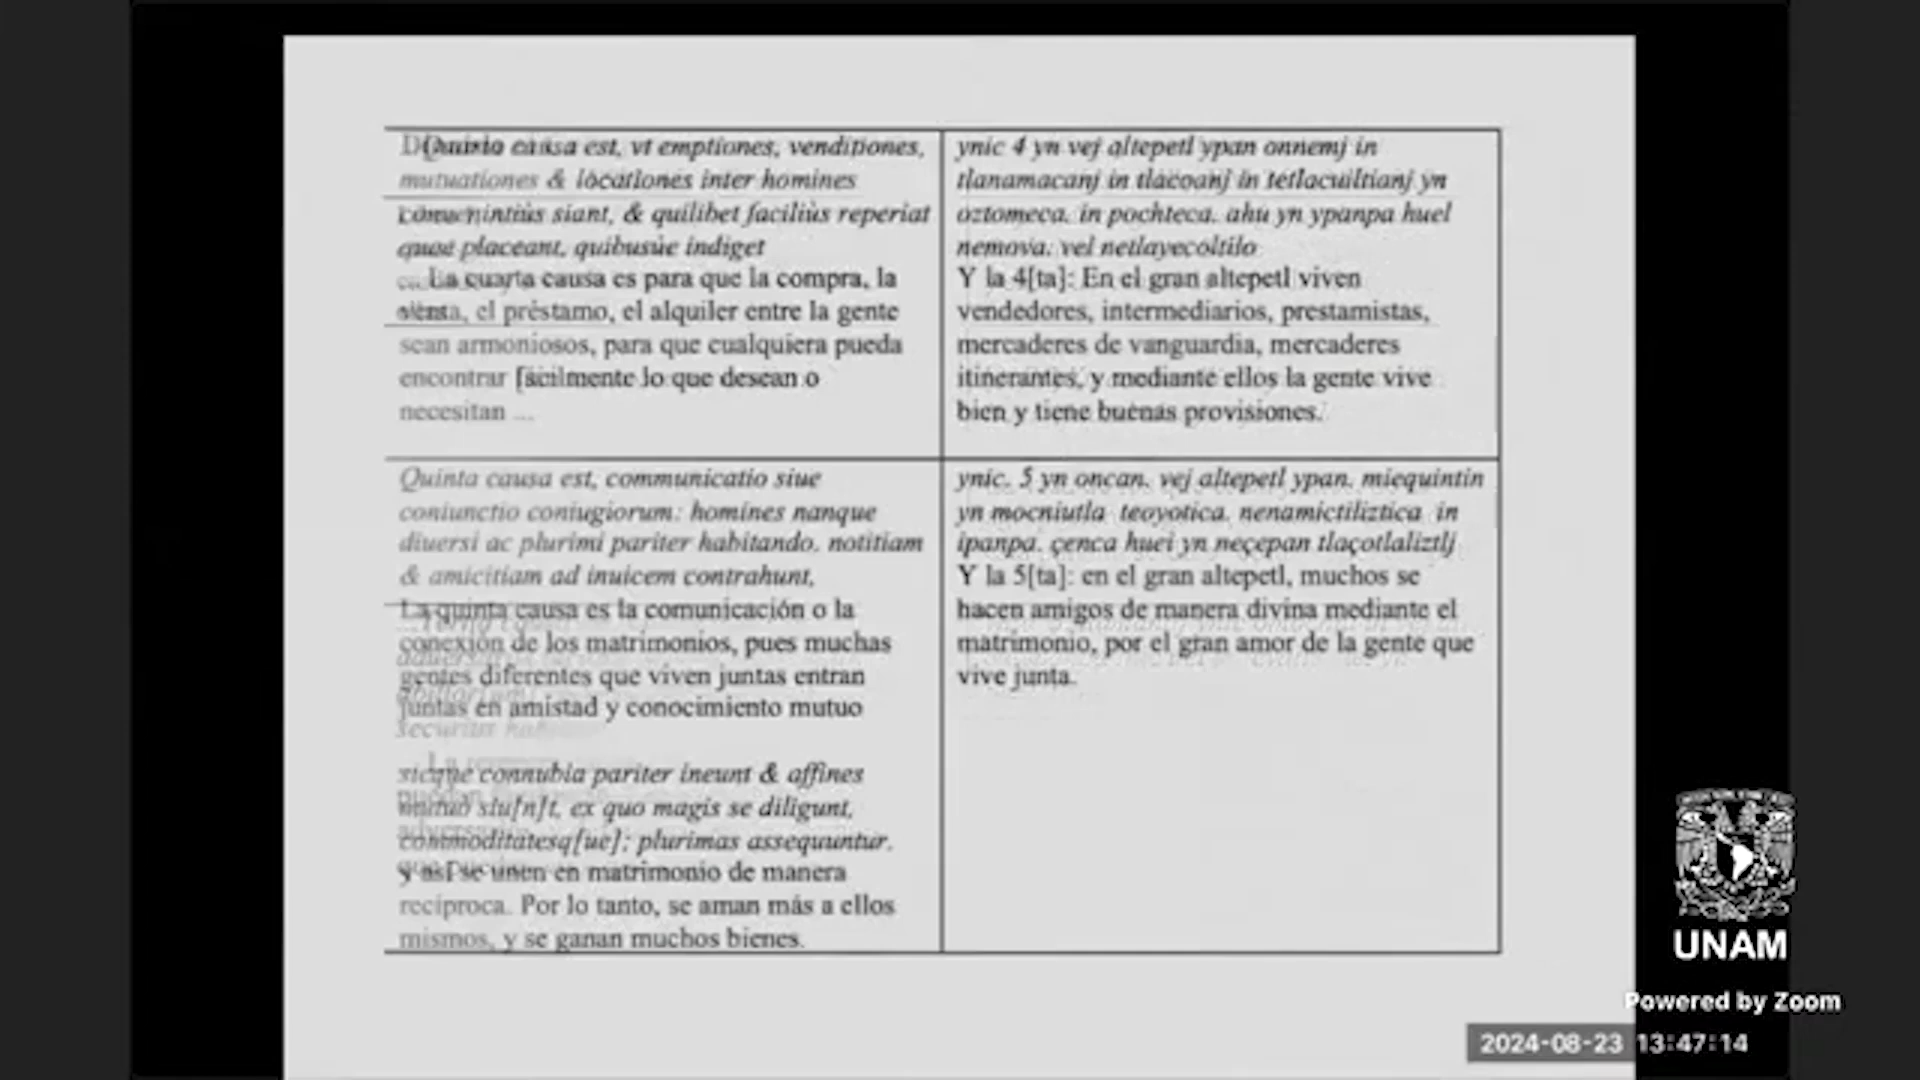 causa est, vt emptiones, venditiones,
mutuationes & locationes inter homines
siant, & quilibet faciliùs reperiat
quae placeant, quibusùe indiget
La cuarta causa es para que la compra, la
venta, el préstamo, el alquiler entre la gente
sean armoniosos, para que cualquiera pueda
encontrar fácilmente lo que desean o
necesitan ...
Quinta causa est, communicatio siue
coniunctio coniugiorum: homines nanque
diuersi ac plurimi pariter habitando, notitiam
& amicitiam ad inuicem contrahunt,
La quinta causa es la comunicación o la
conexión de los matrimonios, pues muchas
gentes diferentes que viven juntas entran
juntas en amistad y conocimiento mutuo
sicque connubia pariter ineunt & affines
mutuo siu[n]t, ex quo magis se diligunt,
commoditatesq[ue]; plurimas assequuntur.
y así se unen en matrimonio de manera
recíproca. Por lo tanto, se aman más a ellos
mismos, y se ganan muchos bienes.
ynic 4 yn vej altepetl ypan onnemj in
tlanamacanj in tlacoanj in tetlacuiltianj yn
oztomeca. in pochteca. ahu yn ypanpa huel
nemova. vel netlayecoltilo
Y la 4[ta]: En el gran altepetl viven
vendedores, intermediarios, prestamistas,
mercaderes de vanguardia, mercaderes
itinerantes, y mediante ellos la gente vive
bien y tiene buenas provisiones.
ynic. 5 yn oncan. vej altepetl ypan. miequintin
yn mocniutla teoyotica. nenamictiliztica in
ipanpa. çenca huei yn neçepan tlaçotlaliztlj
Y la 5[ta]: en el gran altepetl, muchos se
hacen amigos de manera divina mediante el
matrimonio, por el gran amor de la gente que
vive junta.
UNAM
Powered by Zoom
2024-08-23 13:47:14